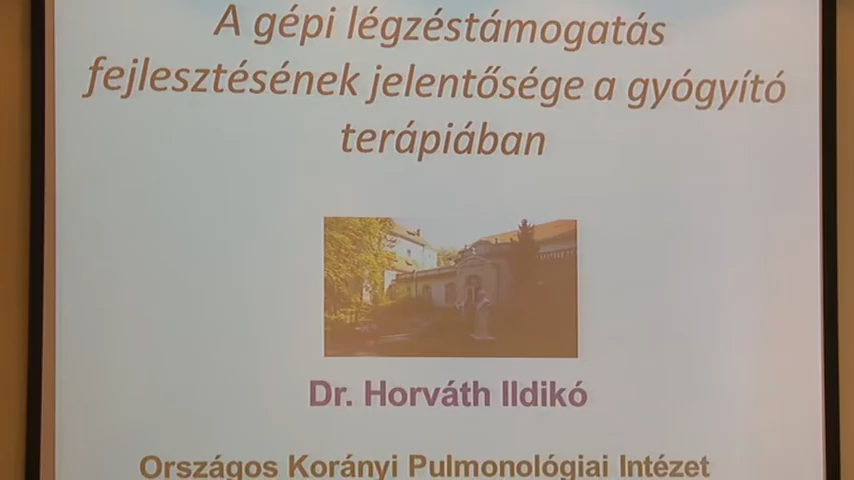 A gépi légzéstámogatás
fejlesztésének jelentősége a gyógyító
terápiában
Dr. Horváth Ildikó
Országos Korányi Pulmonológiai Intézet